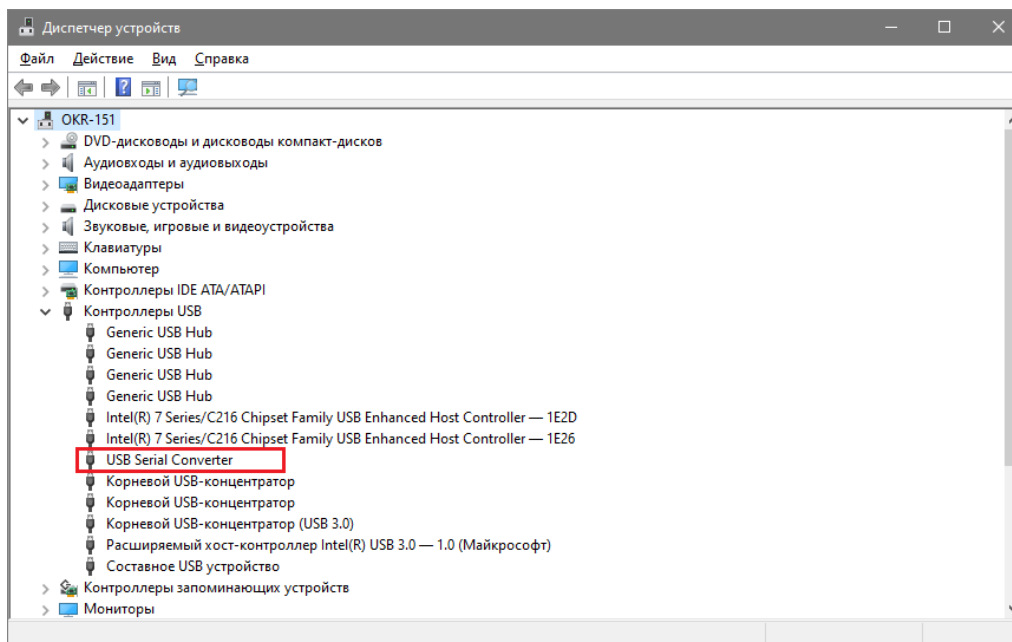 Диспетчер устройств
Файл Действие Вид Справка
OKR-151
DVD-дисководы и дисководы компакт-дисков
Аудиовходы и аудиовыходы
Видеоадаптеры
Дисковые устройства
Звуковые, игровые и видеоустройства
Клавиатуры
Компьютер
Контроллеры IDE ATA/ATAPI
Контроллеры USB
Generic USB Hub
Generic USB Hub
Generic USB Hub
Generic USB Hub
Intel(R) 7 Series/C216 Chipset Family USB Enhanced Host Controller — 1E2D
Intel(R) 7 Series/C216 Chipset Family USB Enhanced Host Controller — 1E26
USB Serial Converter
Корневой USB-концентратор
Корневой USB-концентратор
Корневой USB-концентратор (USB 3.0)
Расширяемый хост-контроллер Intel(R) USB 3.0 — 1.0 (Майкрософт)
Составное USB устройство
Контроллеры запоминающих устройств
Мониторы